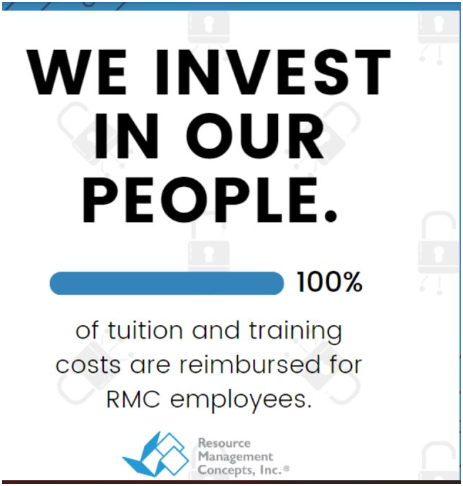 WE INVEST
IN OUR
PEOPLE.
100%
of tuition and training
costs are reimbursed for
RMC employees.
Resource
Management
Concepts, Inc.®